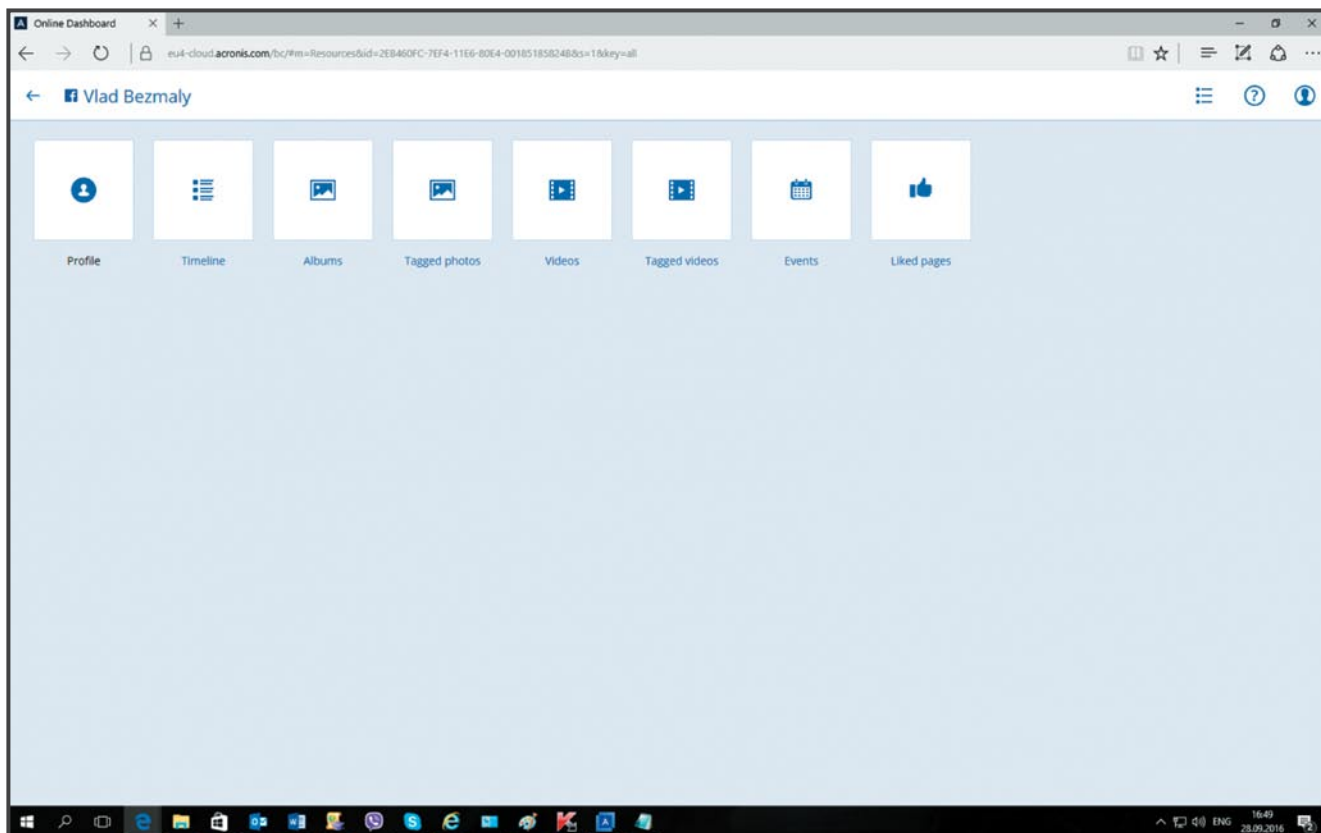 Online Dashboard
eu4-cloud.acronis.com/bc/#m=Resources&id=2E8460FC-7EF4-11E6-80E4-001851858248&s=1&key=all
Vlad Bezmaly
Profile Timeline Albums Tagged photos Videos Tagged videos Events Liked pages
ENG 16:49
28.09.2016